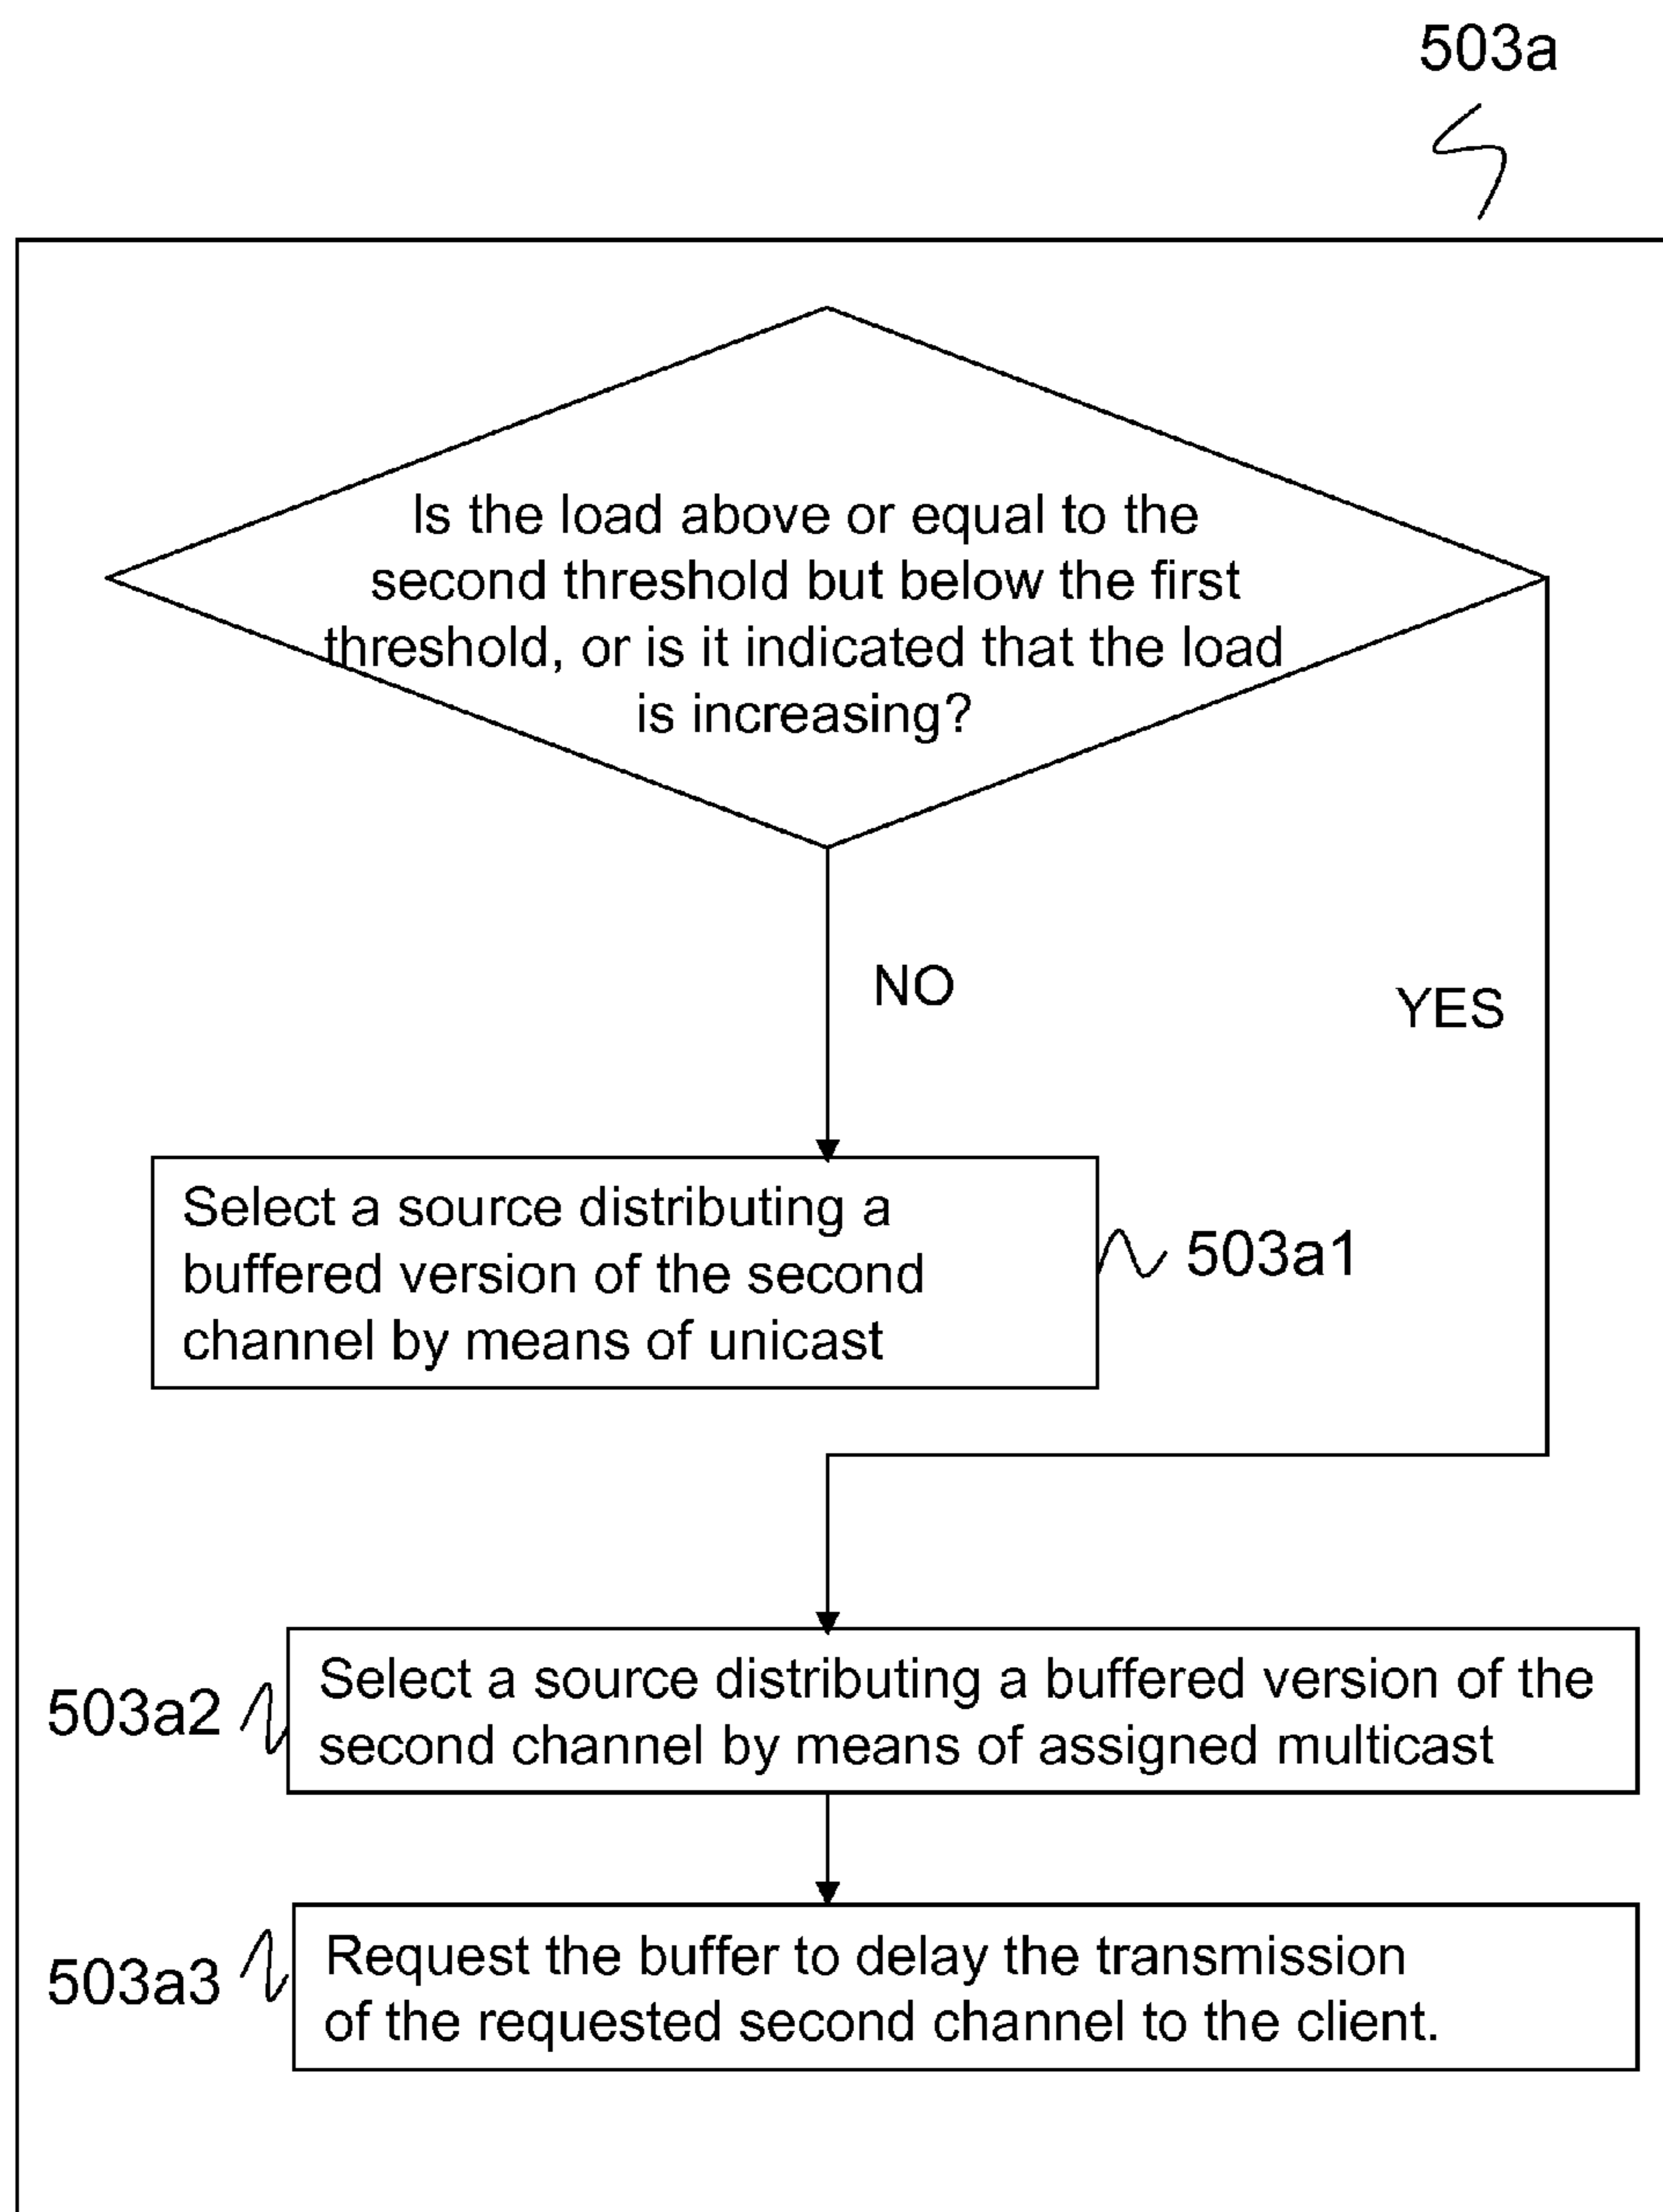 503a
Is the load above or equal to the
second threshold but below the first
threshold, or is it indicated that the load
is increasing?
NO
YES
Select a source distributing a
buffered version of the second
channel by means of unicast
503a1
503a2
Select a source distributing a buffered version of the
second channel by means of assigned multicast
503a3
Request the buffer to delay the transmission
of the requested second channel to the client.